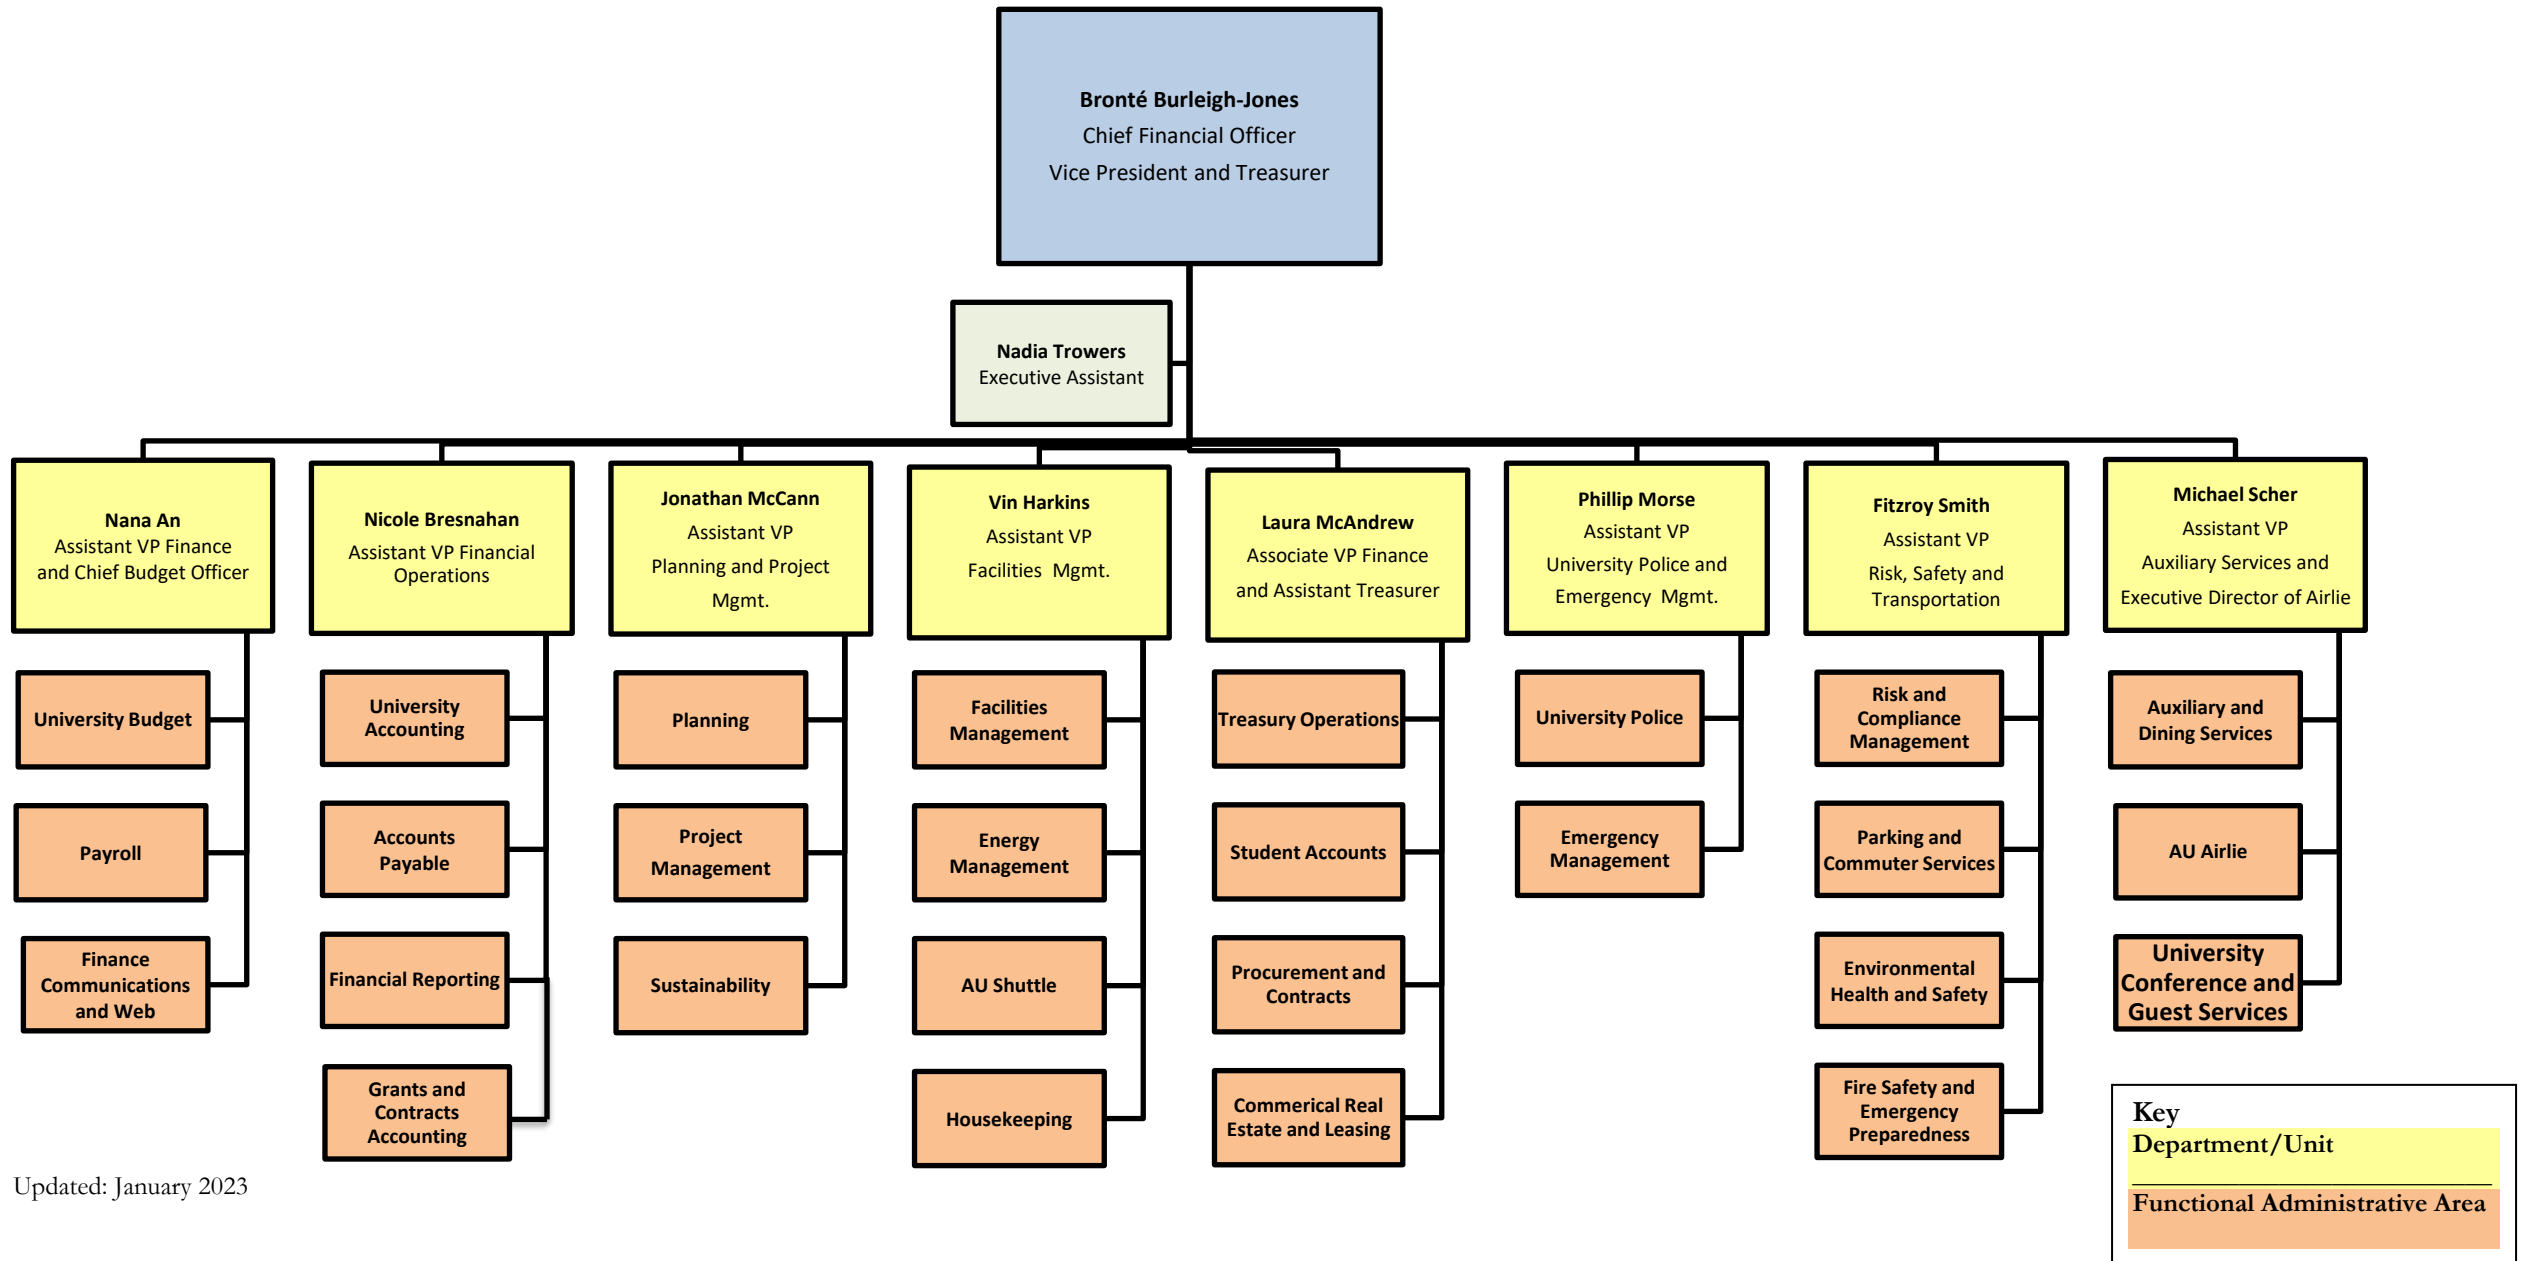 Bronté Burleigh-Jones
Chief Financial Officer
Vice President and Treasurer
Nadia Trowers
Executive Assistant
Nana An
Assistant VP Finance
and Chief Budget Officer
University Budget
Payroll
Finance
Communications
and Web
Nicole Bresnahan
Assistant VP Financial
Operations
University
Accounting
Accounts
Payable
Financial Reporting
Grants and
Contracts
Accounting
Jonathan McCann
Assistant VP
Planning and Project
Mgmt.
Planning
Project
Management
Sustainability
Vin Harkins
Assistant VP
Facilities Mgmt.
Facilities
Management
Energy
Management
AU Shuttle
Housekeeping
Laura McAndrew
Associate VP Finance
and Assistant Treasurer
Treasury Operations
Student Accounts
Procurement and
Contracts
Commerical Real
Estate and Leasing
Phillip Morse
Assistant VP
University Police and
Emergency Mgmt.
University Police
Emergency
Management
Fitzroy Smith
Assistant VP
Risk, Safety and
Transportation
Risk and
Compliance
Management
Parking and
Commuter Services
Environmental
Health and Safety
Fire Safety and
Emergency
Preparedness
Michael Scher
Assistant VP
Auxiliary Services and
Executive Director of Airlie
Auxiliary and
Dining Services
AU Airlie
University
Conference and
Guest Services
Updated: January 2023
Key
Department/Unit
Functional Administrative Area